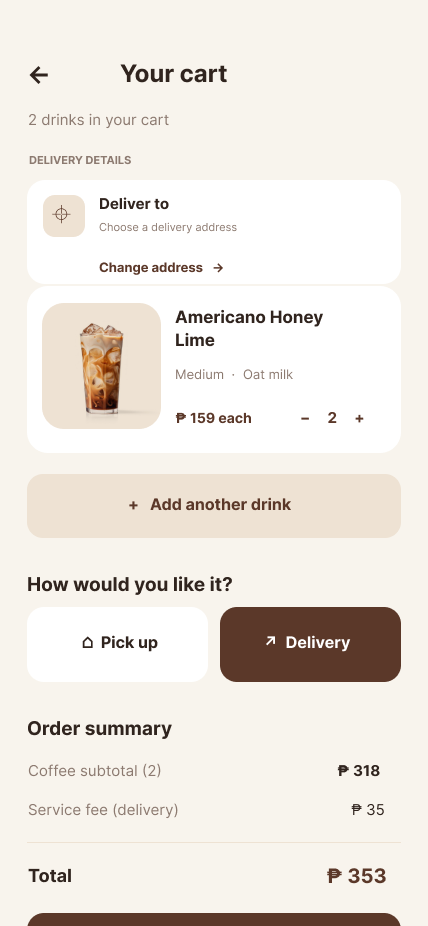 ← Your cart
2 drinks in your cart
DELIVERY DETAILS
Deliver to
Choose a delivery address
Change address →
Americano Honey
Lime
Medium · Oat milk
₱ 159 each − 2 +
+ Add another drink
How would you like it?
⌂ Pick up ↗ Delivery
Order summary
Coffee subtotal (2) ₱ 318
Service fee (delivery) ₱ 35
Total ₱ 353